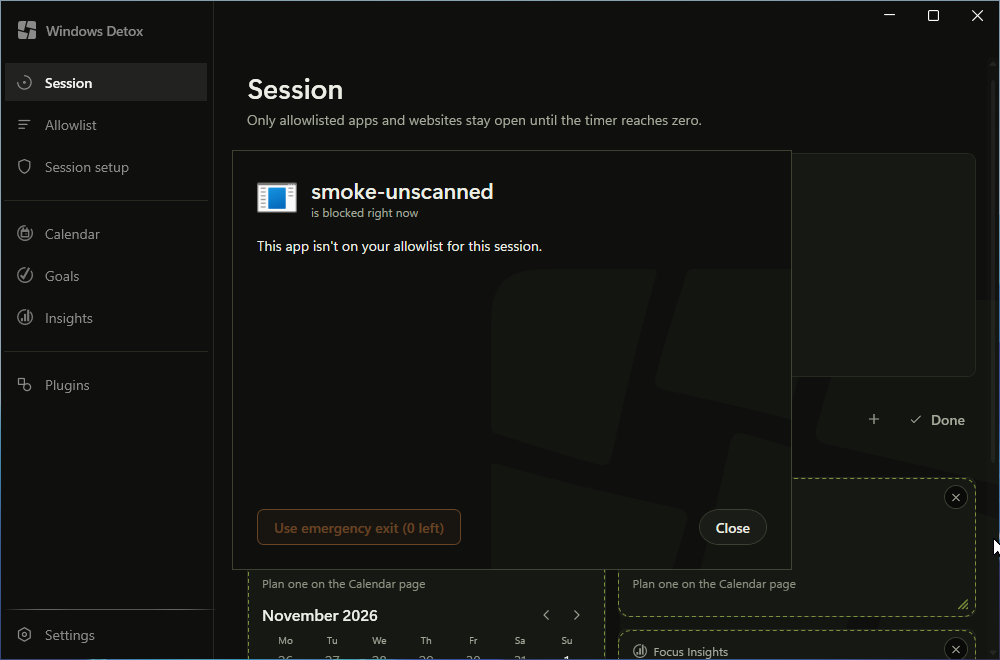 Windows Detox
Session
Allowlist
Session setup
Calendar
Goals
Insights
Plugins
Settings
Session
Only allowlisted apps and websites stay open until the timer reaches zero.
smoke-unscanned
is blocked right now
This app isn't on your allowlist for this session.
Use emergency exit (0 left)
Close
Done
Plan one on the Calendar page
November 2026
Mo Tu We Th Fr Sa Su
Plan one on the Calendar page
Focus Insights